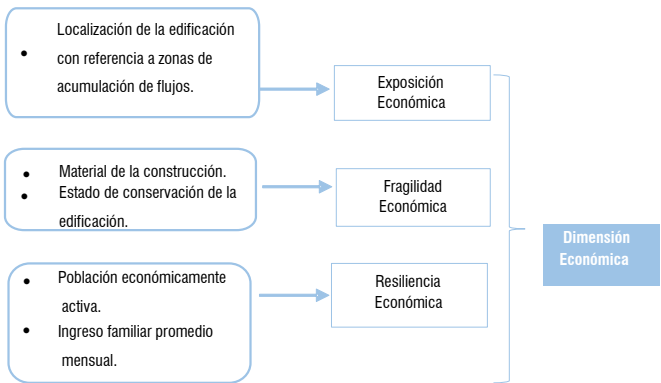 Localización de la edificación
con referencia a zonas de
acumulación de flujos.
Exposición
Económica
Material de la construcción.
Estado de conservación de la
edificación.
Fragilidad
Económica
Dimensión
Económica
Población económicamente
activa.
Ingreso familiar promedio
mensual.
Resiliencia
Económica